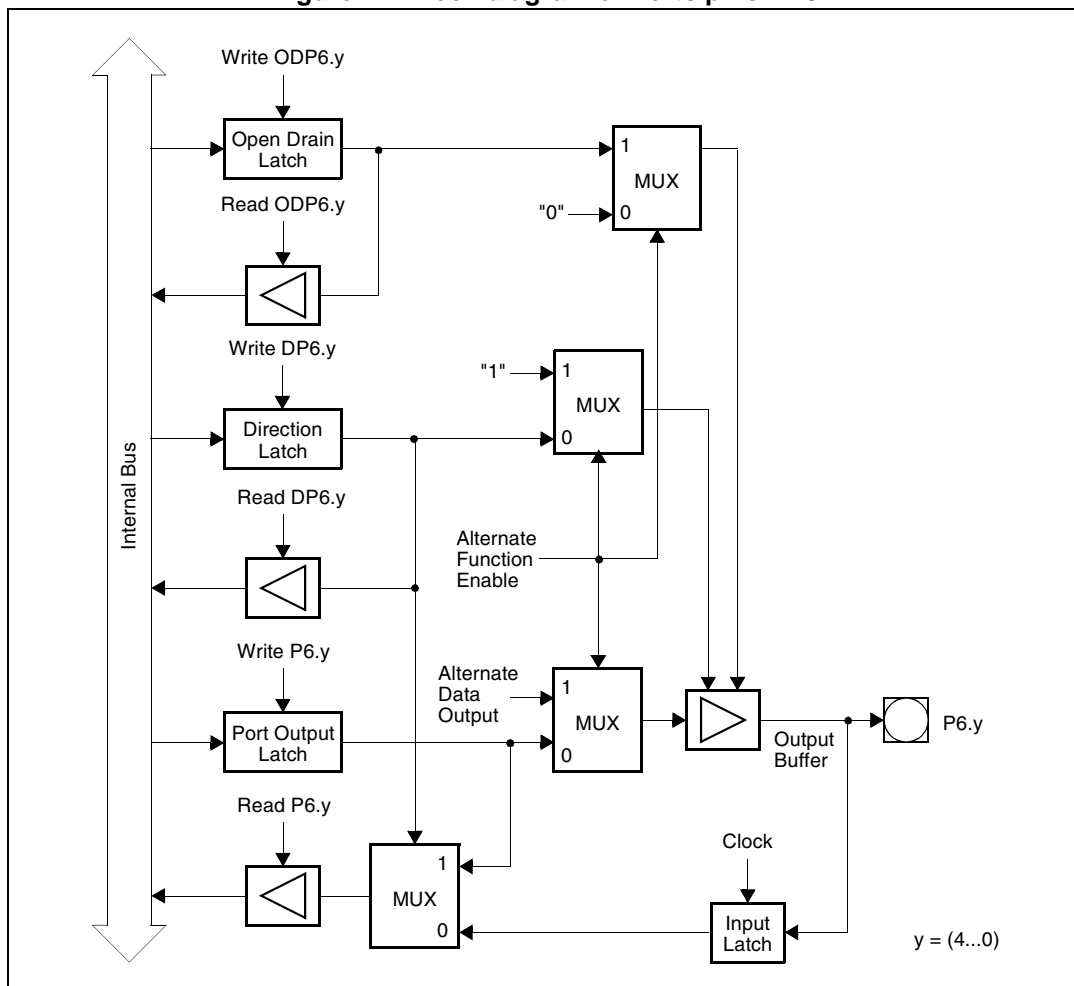 Write ODP6.y
Open Drain
Latch
1
MUX
"0"
0
Read ODP6.y
Write DP6.y
"1"
1
MUX
Direction
Latch
0
Internal Bus
Read DP6.y
Alternate
Function
Enable
Write P6.y
Alternate
Data
Output
1
MUX
0
Port Output
Latch
Output
Buffer
P6.y
Read P6.y
Clock
1
MUX
0
Input
Latch
y = (4...0)